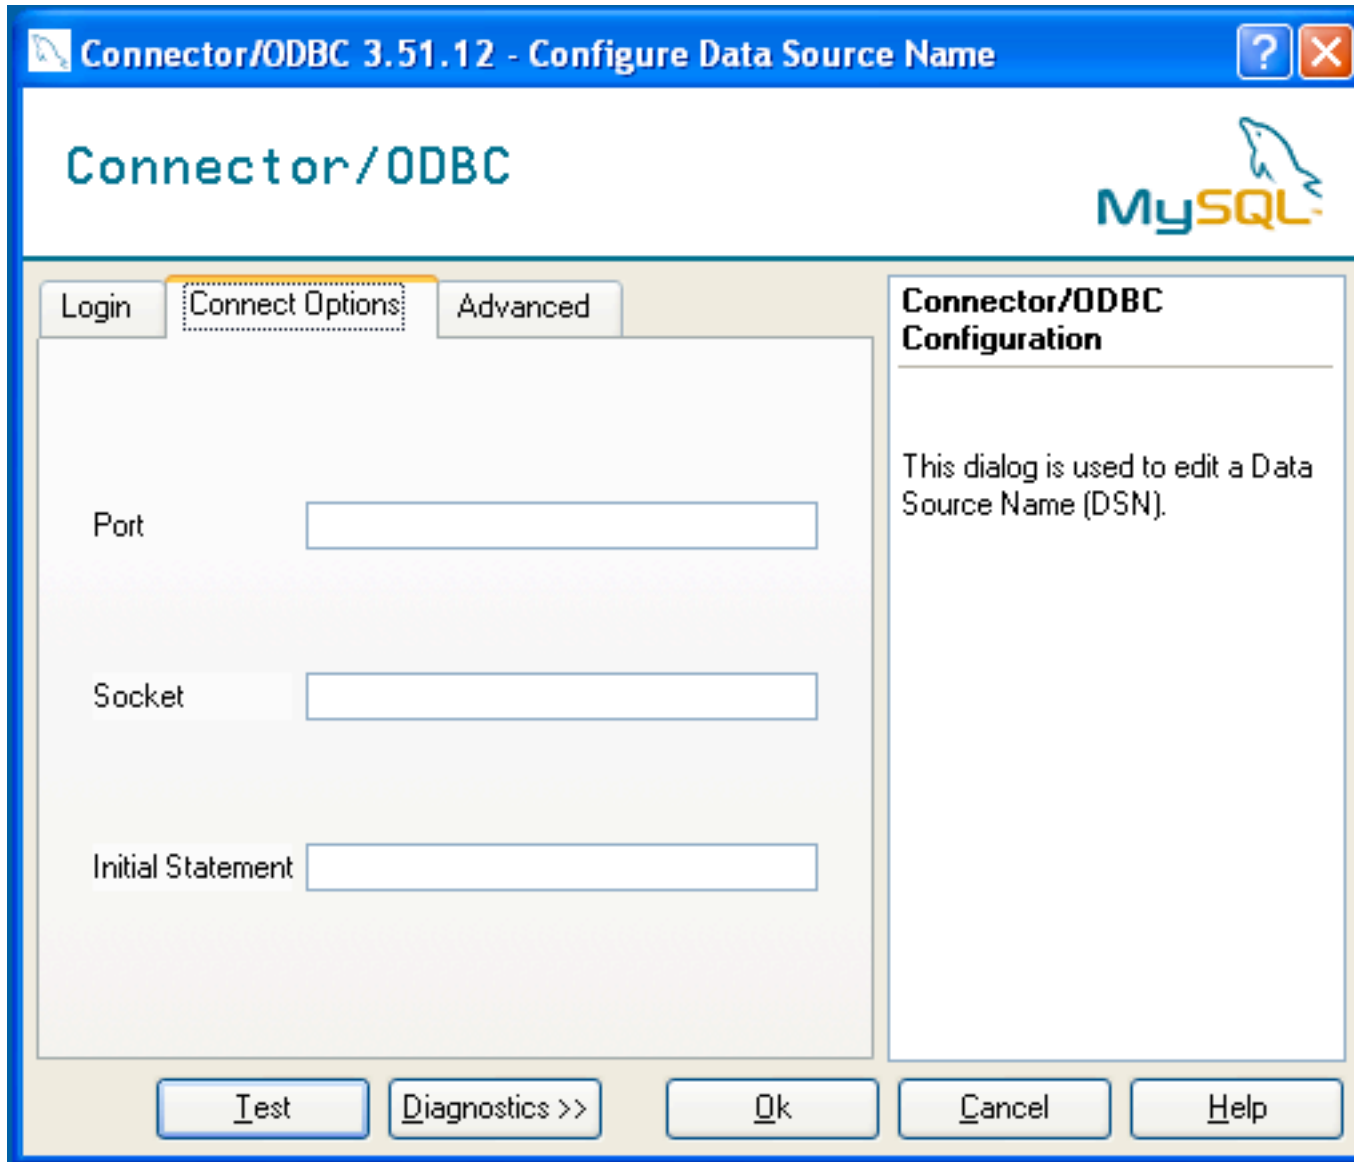 Connector/ODBC 3.51.12 - Configure Data Source Name
?
Connector/ODBC
MySQL
Login
Connect Options
Advanced
Port
Socket
Initial Statement
Connector/ODBC
Configuration
This dialog is used to edit a Data
Source Name (DSN).
Test
Diagnostics >>
Ok
Cancel
Help